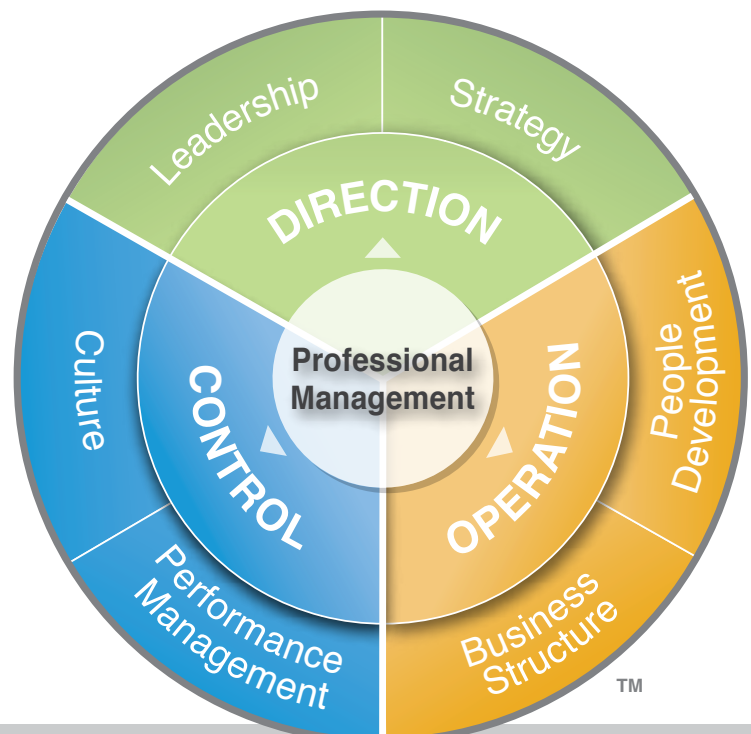 Leadership
Strategy
DIRECTION
Professional
Management
CONTROL
OPERATION
Culture
People
Development
Performance
Management
Business
Structure
TM